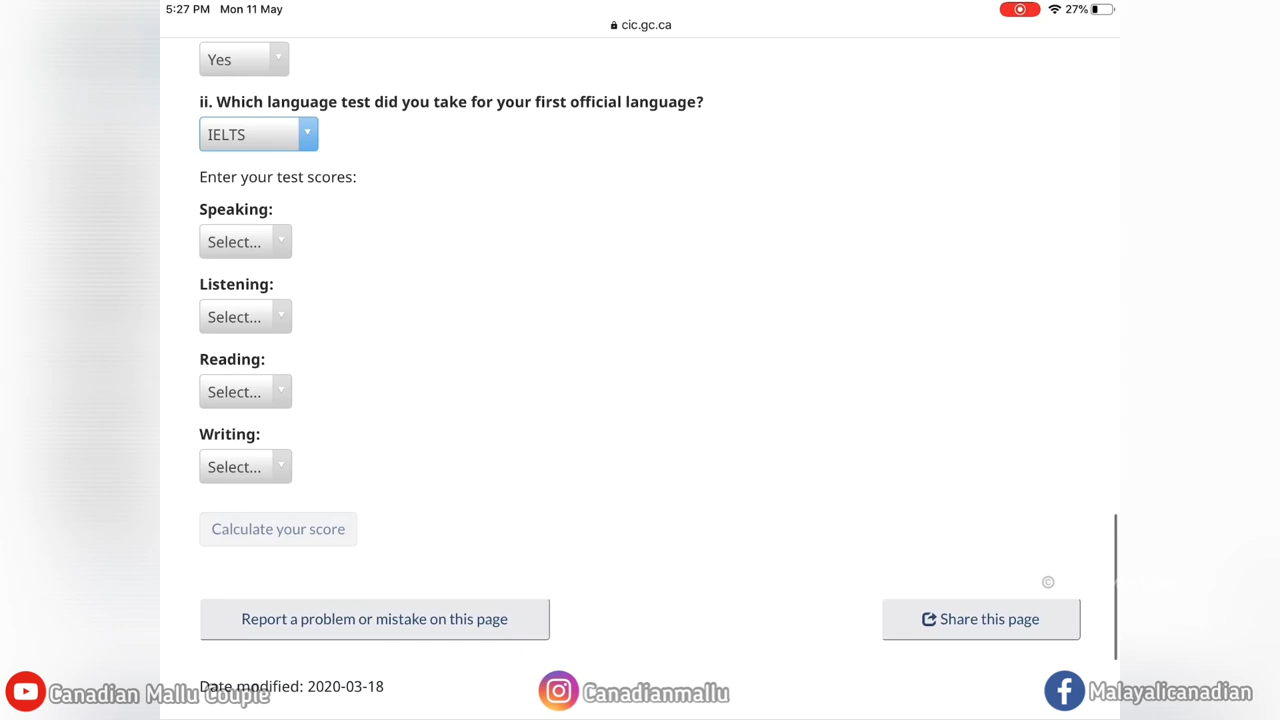 5:27 PM Mon 11 May
27%
cic.gc.ca
Yes
ii. Which language test did you take for your first official language?
IELTS
Enter your test scores:
Speaking:
Select...
Listening:
Select...
Reading:
Select...
Writing:
Select...
Calculate your score
©
Report a problem or mistake on this page
Share this page
Date modified: 2020-03-18
Canadian Mallu Couple
Canadianmallu
Malayalicanadian